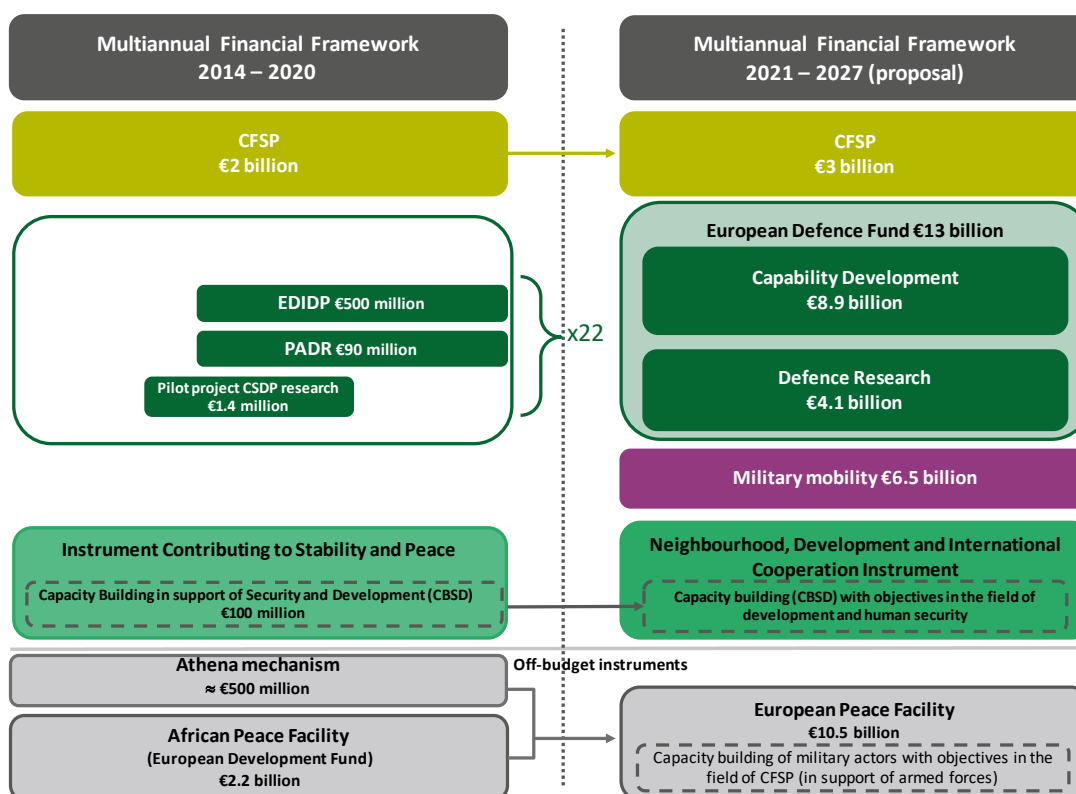 Multiannual Financial Framework
2014 – 2020
CFSP
€2 billion
EDIDP €500 million
PADR €90 million
Pilot project CSDP research
€1.4 million
x22
Instrument Contributing to Stability and Peace
Capacity Building in support of Security and Development (CBSD)
€100 million
Multiannual Financial Framework
2021 – 2027 (proposal)
CFSP
€3 billion
European Defence Fund €13 billion
Capability Development
€8.9 billion
Defence Research
€4.1 billion
Military mobility €6.5 billion
Neighbourhood, Development and International
Cooperation Instrument
Capacity building (CBSD) with objectives in the field of
development and human security
Off-budget instruments
Athena mechanism
≈ €500 million
African Peace Facility
(European Development Fund)
€2.2 billion
European Peace Facility
€10.5 billion
Capacity building of military actors with objectives in the
field of CFSP (in support of armed forces)